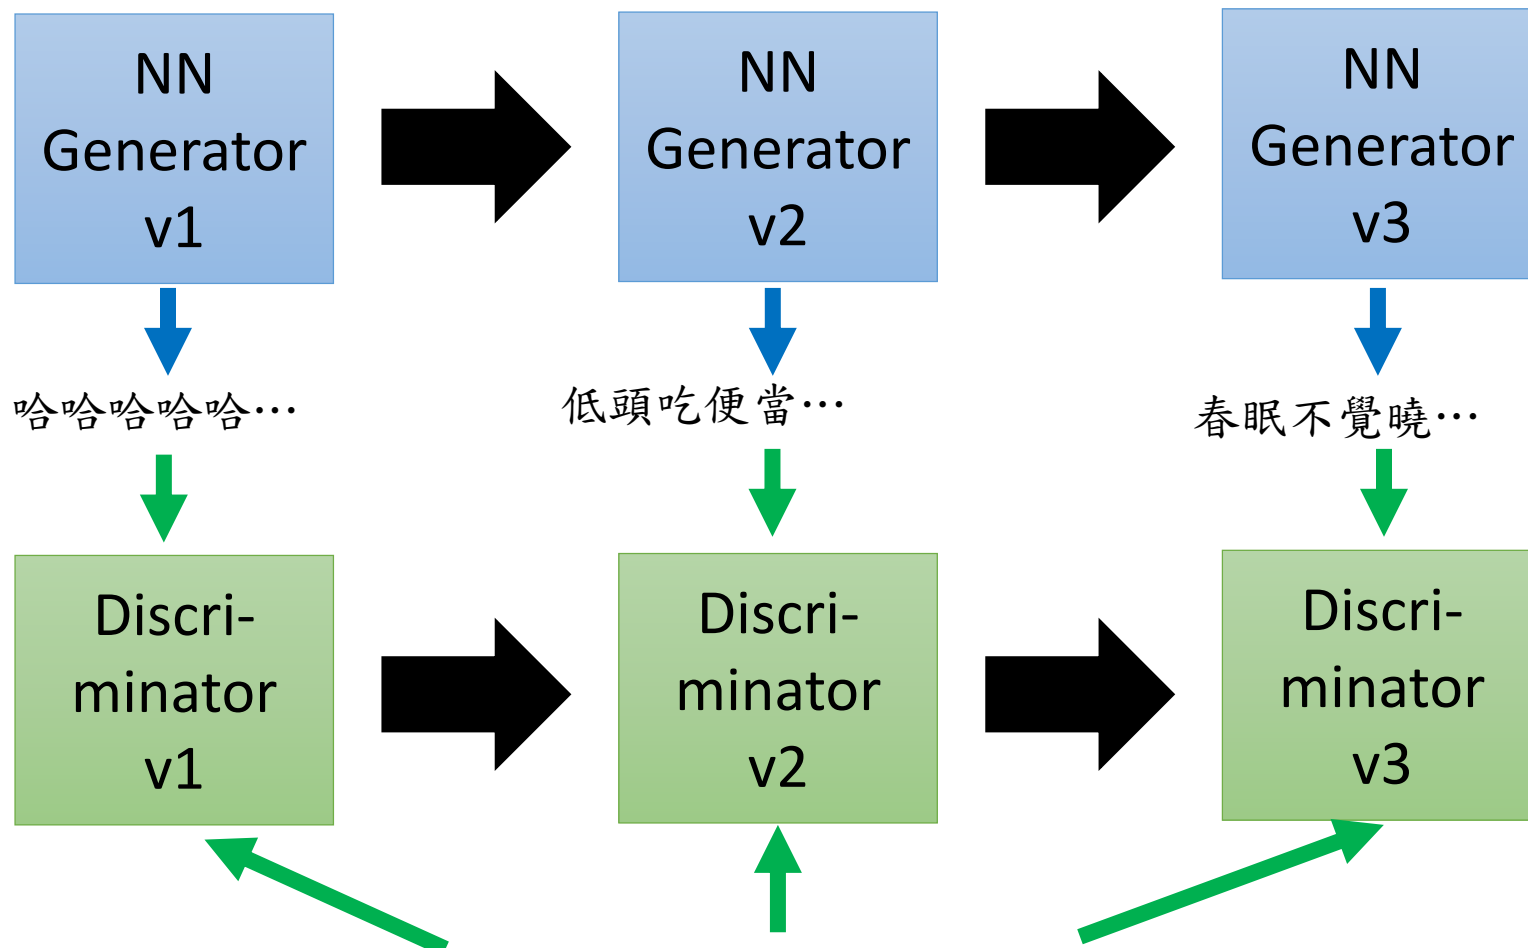 NN
Generator
v1
NN
Generator
v2
NN
Generator
v3
哈哈哈哈哈…
低頭吃便當…
春眠不覺曉…
Discri-
minator
v1
Discri-
minator
v2
Discri-
minator
v3